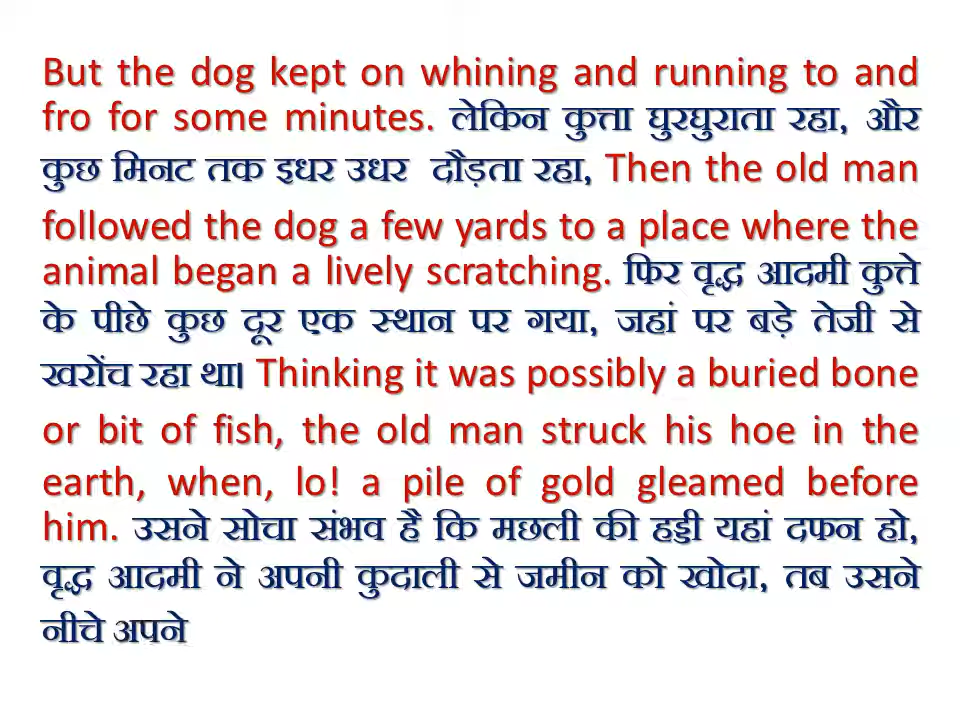 But the dog kept on whining and running to and
fro for some minutes. लेकिन कुत्ता घुरघुराता रहा, और
कुछ मिनट तक इधर उधर दौड़ता रहा, Then the old man
followed the dog a few yards to a place where the
animal began a lively scratching. फिर वृद्ध आदमी कुत्ते
के पीछे कुछ दूर एक स्थान पर गया, जहां पर बड़े तेजी से
खरोंच रहा था। Thinking it was possibly a buried bone
or bit of fish, the old man struck his hoe in the
earth, when, lo! a pile of gold gleamed before
him. उसने सोचा संभव है कि मछली की हड्डी यहां दफन हो,
वृद्ध आदमी ने अपनी कुदाली से जमीन को खोदा, तब उसने
नीचे अपने